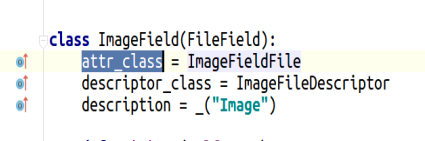 class ImageField(FileField):
attr_class = ImageFieldFile
descriptor_class = ImageFileDescriptor
description = _("Image")